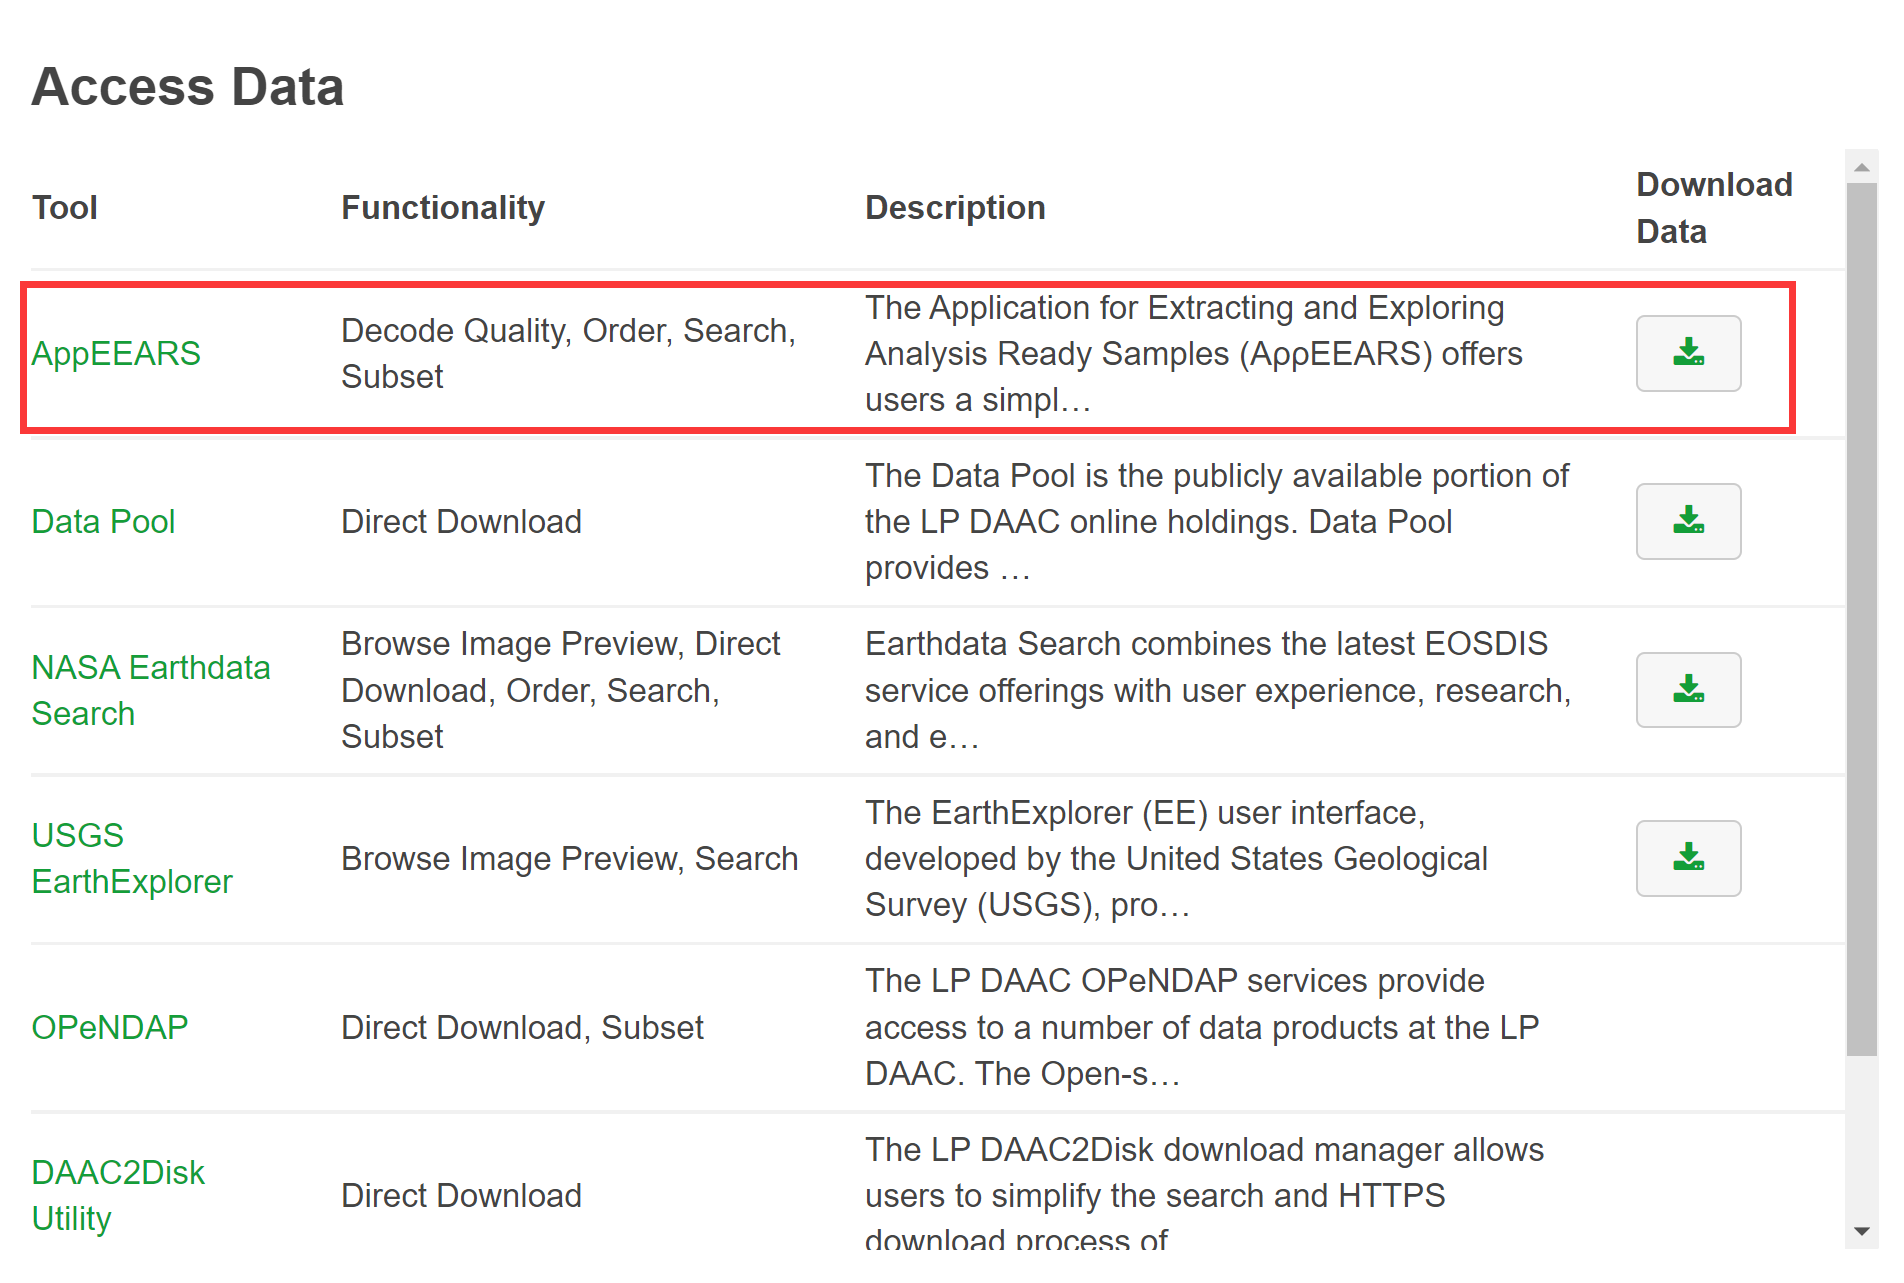 Access Data
Tool
Functionality
Description
Download
Data
AppEEARS
Decode Quality, Order, Search,
Subset
The Application for Extracting and Exploring
Analysis Ready Samples (AρρEEARS) offers
users a simpl…
Data Pool
Direct Download
The Data Pool is the publicly available portion of
the LP DAAC online holdings. Data Pool
provides …
NASA Earthdata
Search
Browse Image Preview, Direct
Download, Order, Search,
Subset
Earthdata Search combines the latest EOSDIS
service offerings with user experience, research,
and e…
USGS
EarthExplorer
Browse Image Preview, Search
The EarthExplorer (EE) user interface,
developed by the United States Geological
Survey (USGS), pro…
OPeNDAP
Direct Download, Subset
The LP DAAC OPeNDAP services provide
access to a number of data products at the LP
DAAC. The Open-s…
DAAC2Disk
Utility
Direct Download
The LP DAAC2Disk download manager allows
users to simplify the search and HTTPS
download process of